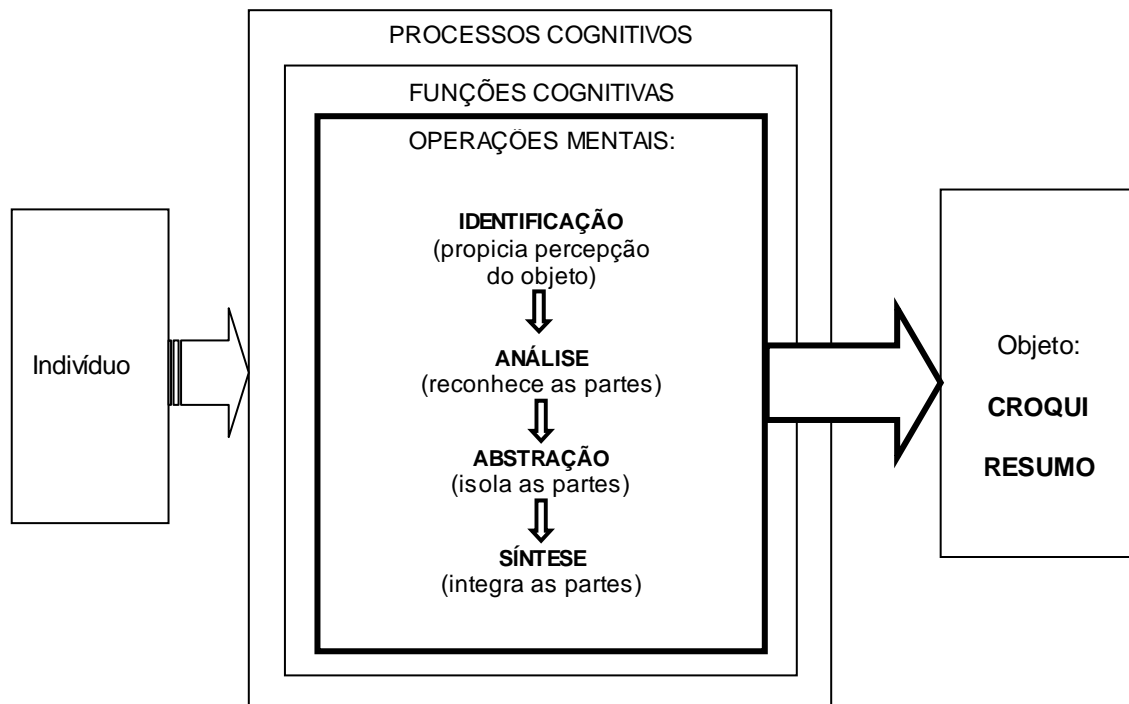 PROCESSOS COGNITIVOS
FUNÇÕES COGNITIVAS
OPERAÇÕES MENTAIS:
IDENTIFICAÇÃO
(propicia percepção
do objeto)
ANÁLISE
(reconhece as partes)
ABSTRAÇÃO
(isola as partes)
SÍNTESE
(integra as partes)
Indivíduo
Objeto:
CROQUI
RESUMO